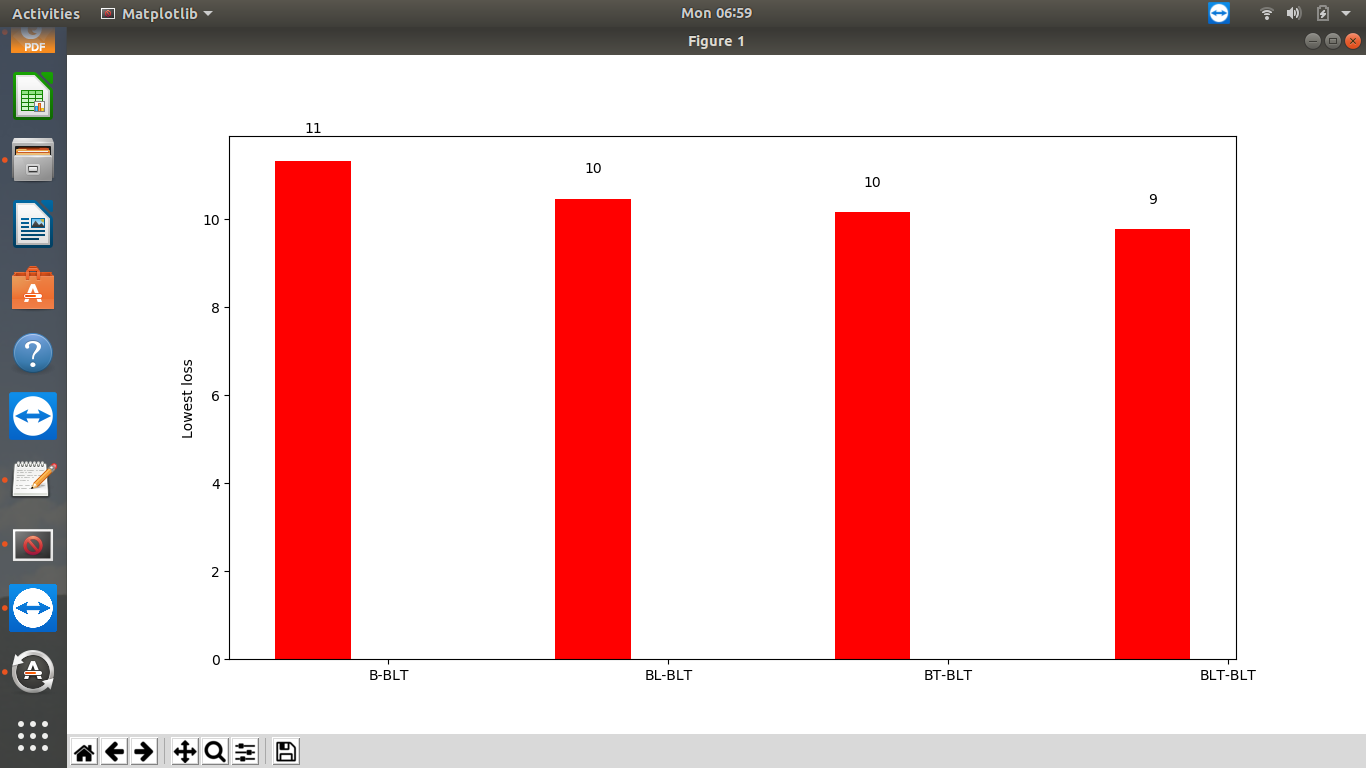 Activities Matplotlib Mon 06:59
Figure 1
PDF
11
10
10
9
10
8
6
4
2
0
Lowest loss
B-BLT BL-BLT BT-BLT BLT-BLT